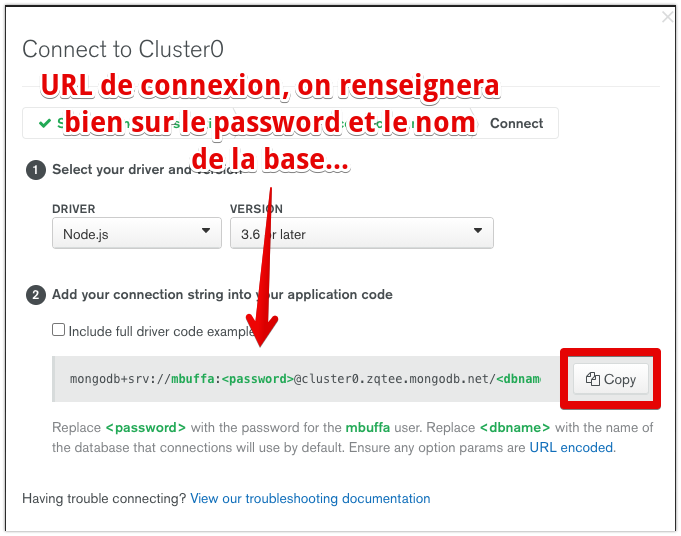 Connect to Cluster0
URL de connexion, on renseignera
bien sur le password et le nom
de la base...
Connect
1 Select your driver and version
DRIVER
VERSION
Node.js
3.6 or later
2 Add your connection string into your application code
Include full driver code example
mongodb+srv://mbuffa:<password>@cluster0.zqtee.mongodb.net/<dbname
Copy
Replace <password> with the password for the mbuffa user. Replace <dbname> with the name of
the database that connections will use by default. Ensure any option params are URL encoded.
Having trouble connecting? View our troubleshooting documentation